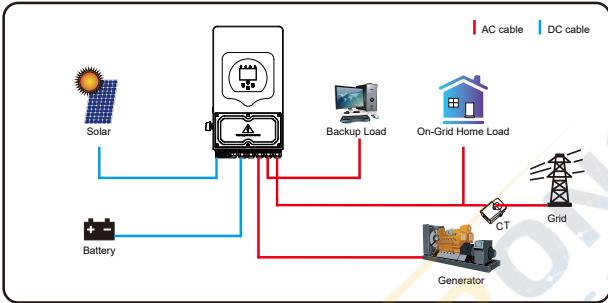 AC cable
DC cable
Solar
Backup Load
On-Grid Home Load
CT
Grid
Battery
Generator